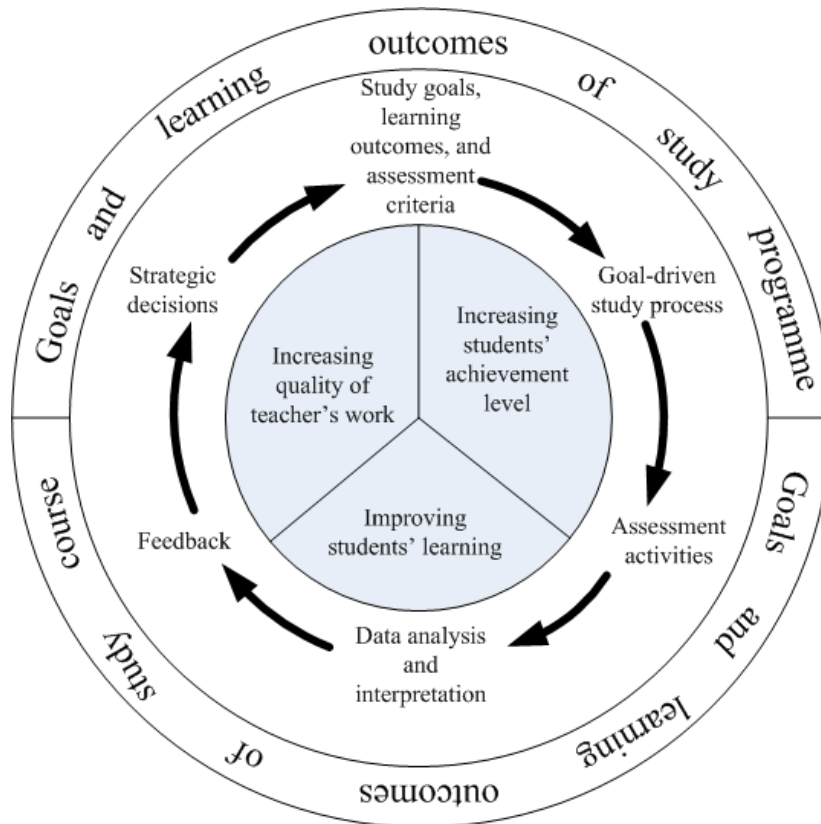 Goals and learning outcomes of study programme
Study goals,
learning
outcomes, and
assessment
criteria
Goal-driven
study process
Assessment
activities
Data analysis
and
interpretation
Feedback
Strategic
decisions
Increasing
quality of
teacher’s work
Increasing
students’
achievement
level
Improving
students’ learning
Goals and learning outcomes of study course